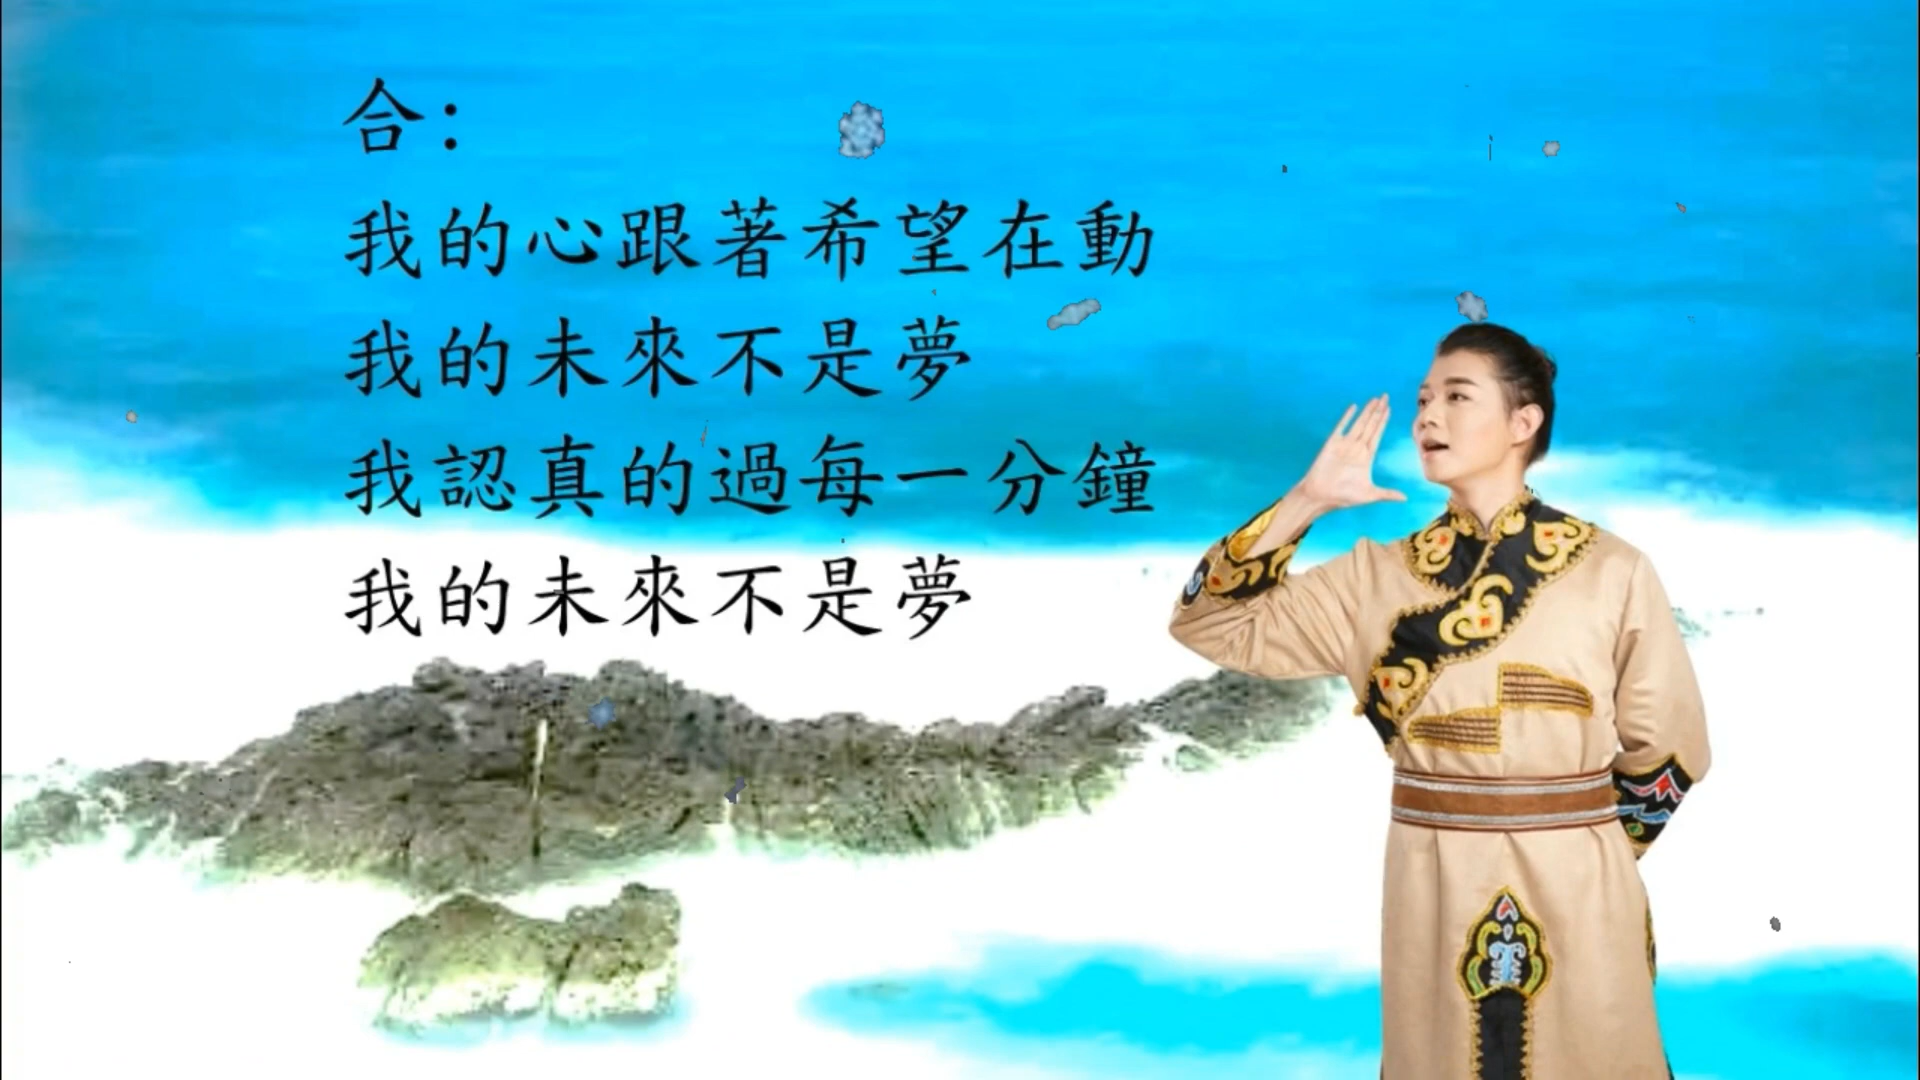 合：
我的心跟著希望在動
我的未來不是夢
我認真的過每一分鐘
我的未來不是夢